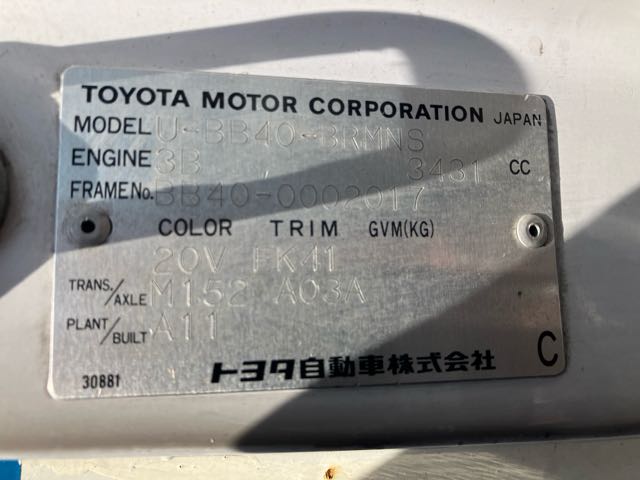 TOYOTA MOTOR CORPORATION JAPAN
MODEL U-BB40-BRMNS
ENGINE 3B , 3431 CC
FRAME No. BB40-0002017
COLOR TRIM GVM(KG)
20V FK41
TRANS./AXLE M152 A03A
PLANT/BUILT A11
30881 トヨタ自動車株式会社 C